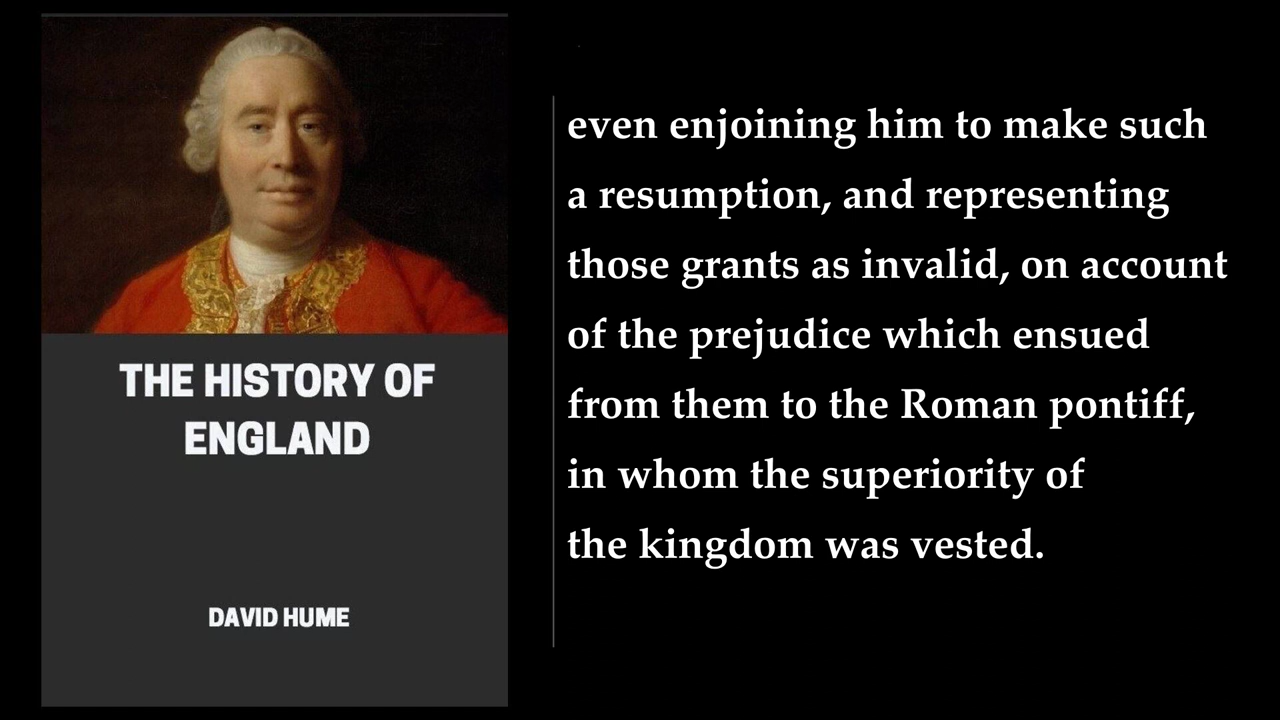 THE HISTORY OF
ENGLAND
DAVID HUME
even enjoining him to make such
a resumption, and representing
those grants as invalid, on account
of the prejudice which ensued
from them to the Roman pontiff,
in whom the superiority of
the kingdom was vested.